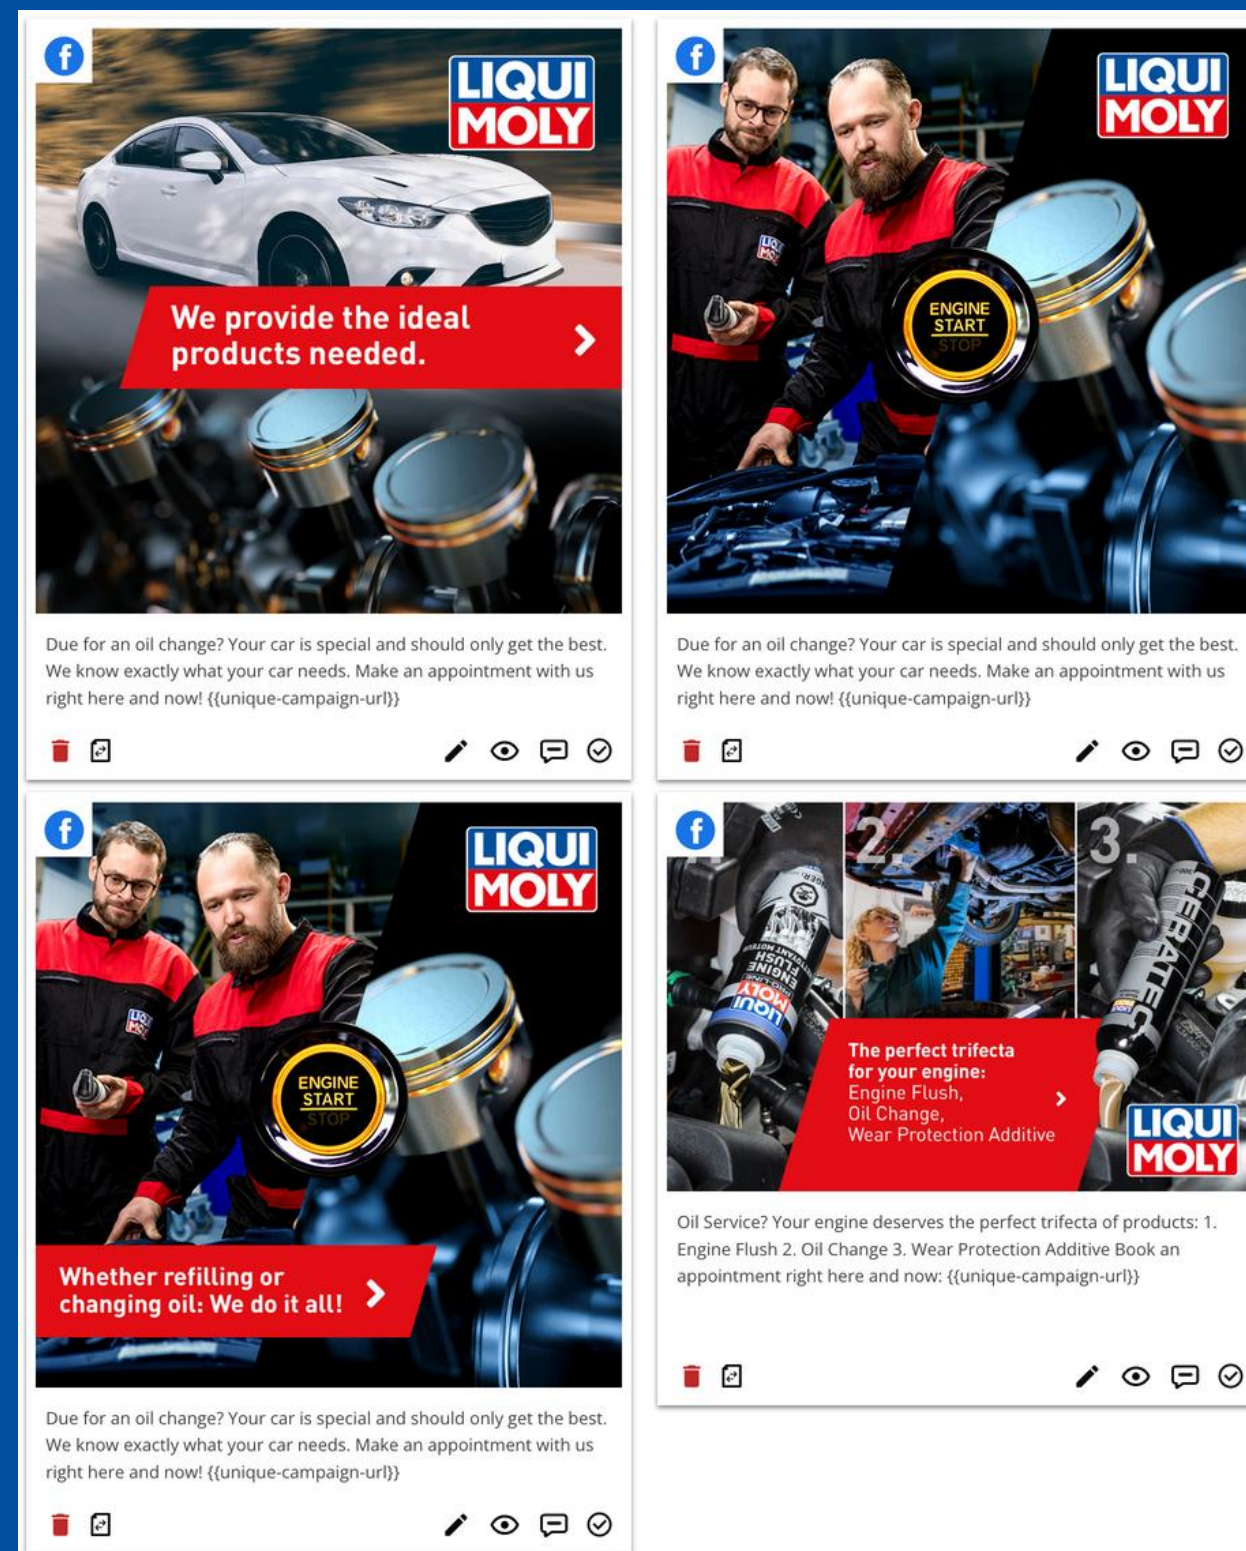 LIQUI
MOLY
We provide the ideal
products needed.
Due for an oil change? Your car is special and should only get the best.
We know exactly what your car needs. Make an appointment with us
right here and now! {{unique-campaign-url}}
LIQUI
MOLY
ENGINE
START
STOP
Due for an oil change? Your car is special and should only get the best.
We know exactly what your car needs. Make an appointment with us
right here and now! {{unique-campaign-url}}
LIQUI
MOLY
ENGINE
START
STOP
Whether refilling or
changing oil: We do it all!
Due for an oil change? Your car is special and should only get the best.
We know exactly what your car needs. Make an appointment with us
right here and now! {{unique-campaign-url}}
2.
3.
ENGINE
FLUSH
LIQUI
MOLY
CERATEC
The perfect trifecta
for your engine:
Engine Flush,
Oil Change,
Wear Protection Additive
LIQUI
MOLY
Oil Service? Your engine deserves the perfect trifecta of products: 1.
Engine Flush 2. Oil Change 3. Wear Protection Additive Book an
appointment right here and now: {{unique-campaign-url}}